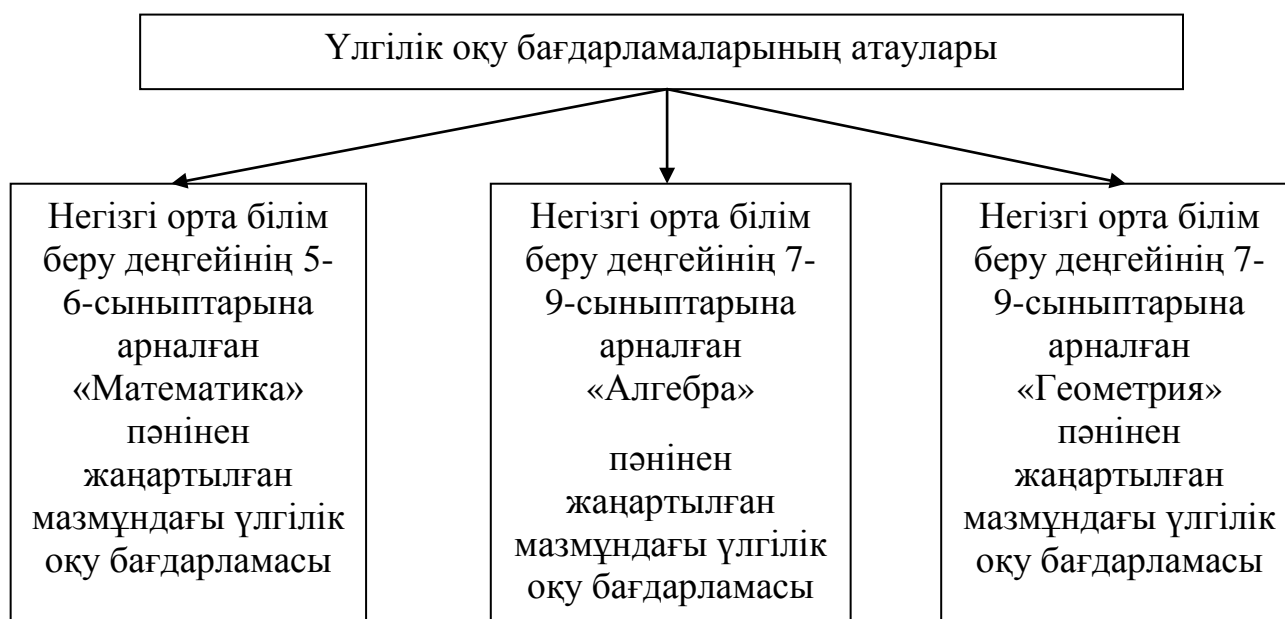 Үлгілік оқу бағдарламаларының атаулары
Негізгі орта білім
беру деңгейінің 5-
6-сыныптарына
арналған
«Математика»
пәнінен
жаңартылған
мазмұндағы үлгілік
оқу бағдарламасы
Негізгі орта білім
беру деңгейінің 7-
9-сыныптарына
арналған
«Алгебра»
пәнінен
жаңартылған
мазмұндағы үлгілік
оқу бағдарламасы
Негізгі орта білім
беру деңгейінің 7-
9-сыныптарына
арналған
«Геометрия»
пәнінен
жаңартылған
мазмұндағы үлгілік
оқу бағдарламасы